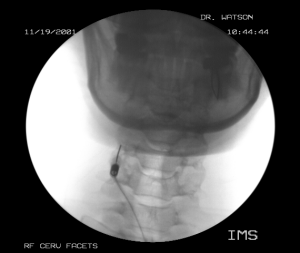 DR. WATSON
11/19/2001 10:44:44
IMS
RF CERV FACETS